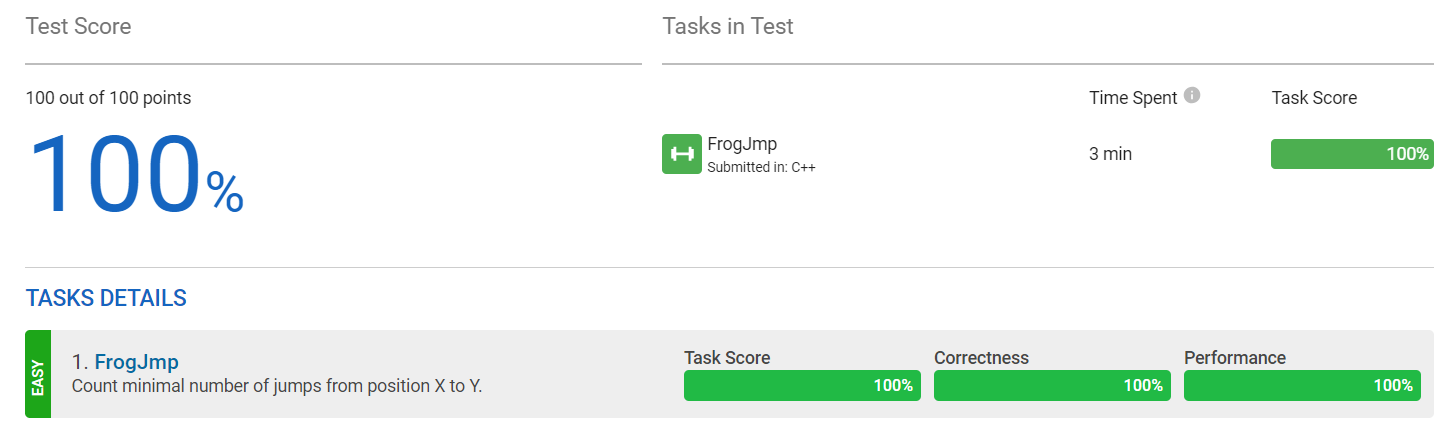 Test Score
Tasks in Test
100 out of 100 points
Time Spent
Task Score
100%
FrogJmp
Submitted in: C++
3 min
100%
TASKS DETAILS
EASY
1. FrogJmp
Count minimal number of jumps from position X to Y.
Task Score
100%
Correctness
100%
Performance
100%